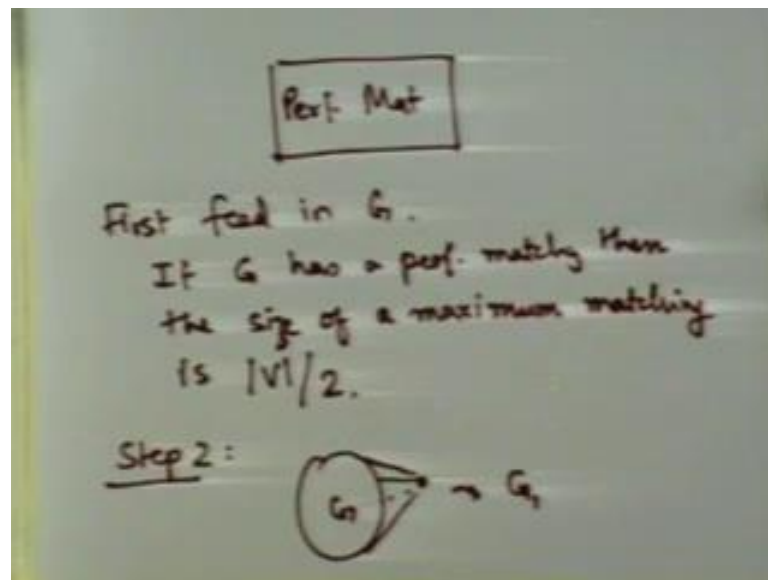 Perf. Mat
First feed in G.
If G has a perf. matchg then
the size of a maximum matching
is |V|/2.
Step 2:
G → G₁